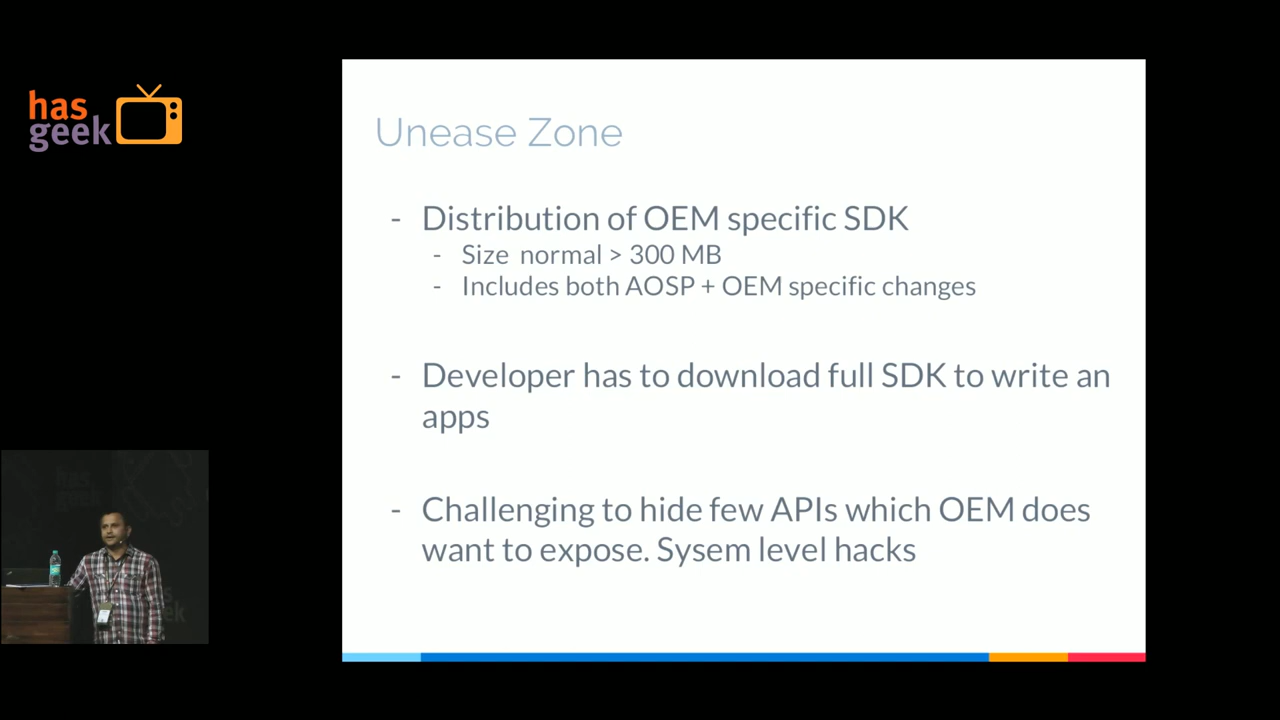 has
geek
Unease Zone
- Distribution of OEM specific SDK
- Size normal > 300 MB
- Includes both AOSP + OEM specific changes
- Developer has to download full SDK to write an
apps
- Challenging to hide few APIs which OEM does
want to expose. Sysem level hacks
has
geek